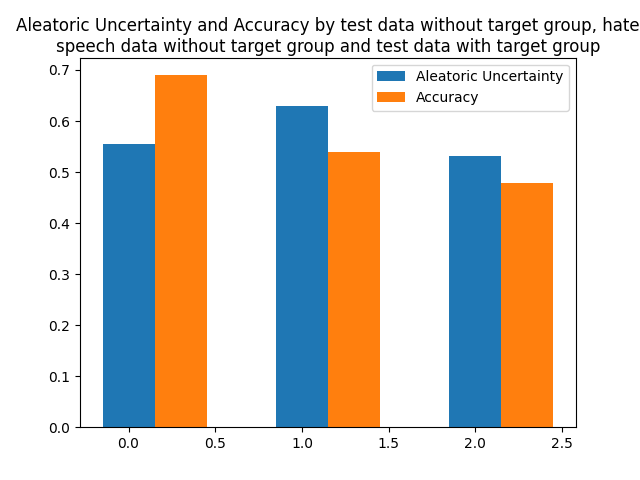 Aleatoric Uncertainty and Accuracy by test data without target group, hate
speech data without target group and test data with target group
Aleatoric Uncertainty
Accuracy
0.7
0.6
0.5
0.4
0.3
0.2
0.1
0.0
0.0 0.5 1.0 1.5 2.0 2.5